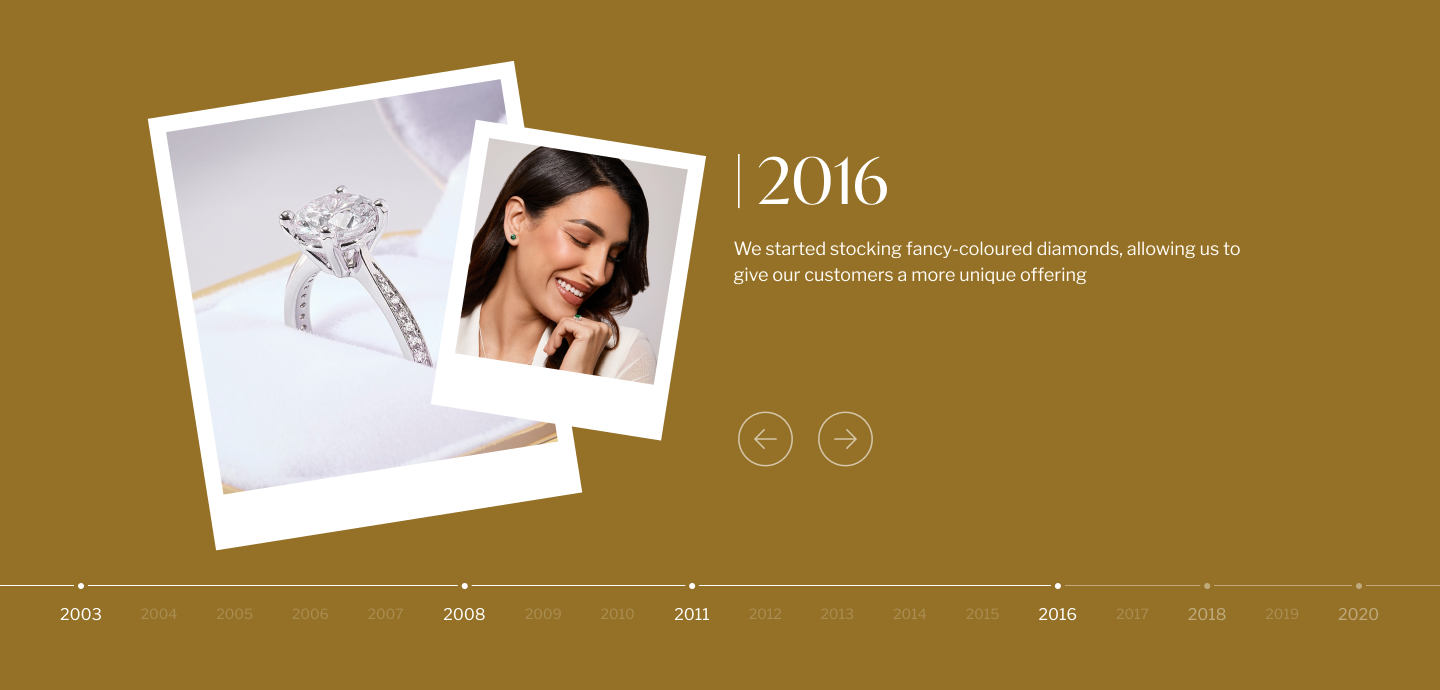 2016
We started stocking fancy-coloured diamonds, allowing us to
give our customers a more unique offering
2003 2004 2005 2006 2007 2008 2009 2010 2011 2012 2013 2014 2015 2016 2017 2018 2019 2020